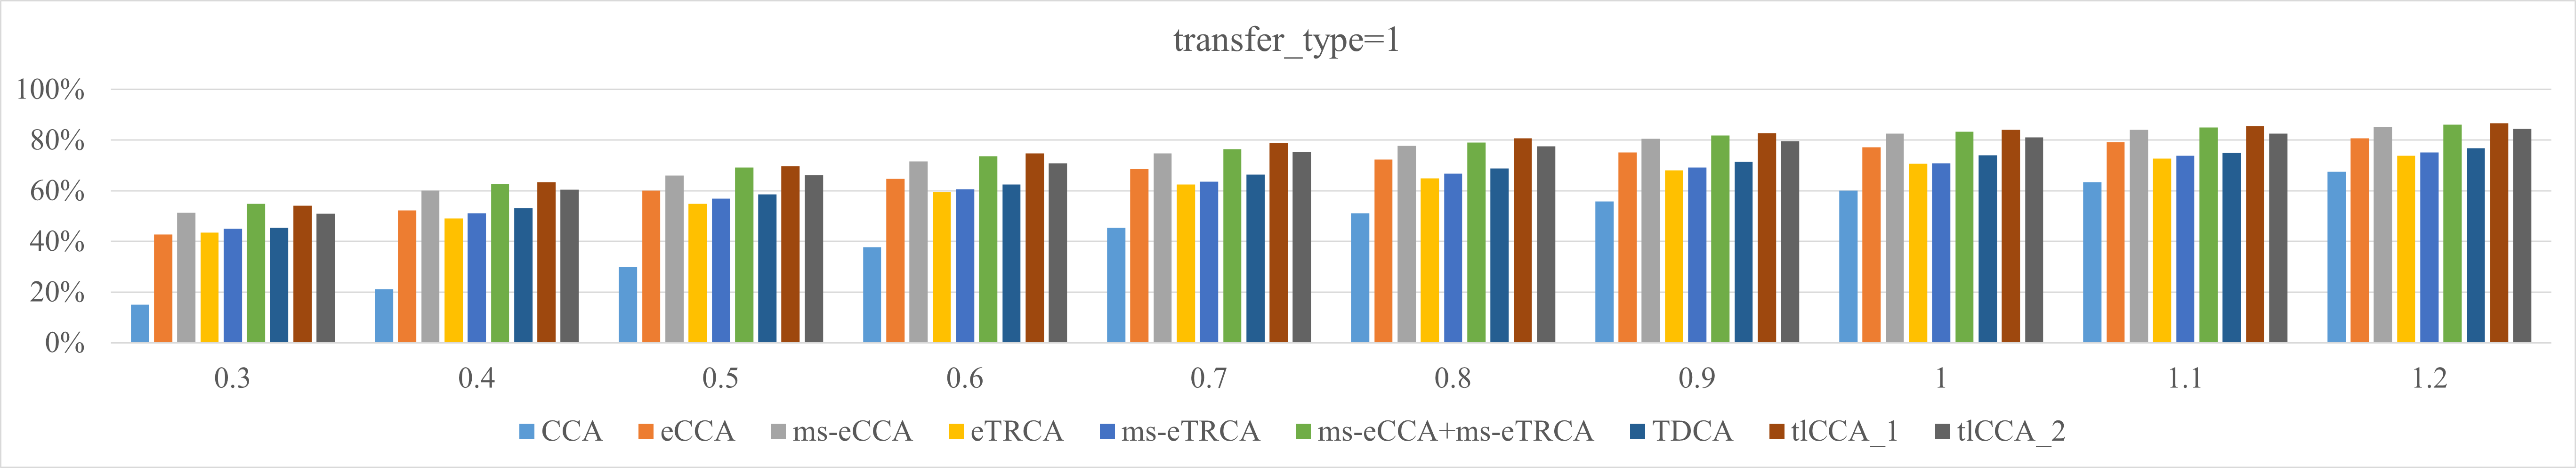 transfer_type=1
100%
80%
60%
40%
20%
0%
0.3 0.4 0.5 0.6 0.7 0.8 0.9 1 1.1 1.2
CCA eCCA ms-eCCA eTRCA ms-eTRCA ms-eCCA+ms-eTRCA TDCA tlCCA_1 tlCCA_2